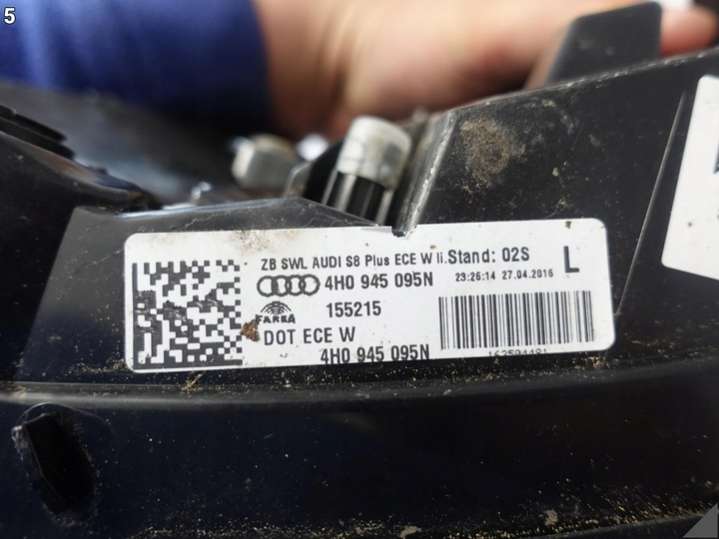 5
ZB SWL AUDI S8 Plus ECE W li.Stand: 02S
4H0 945 095N
23:26:14 27.04.2016
L
FARBA
155215
DOT ECE W
4H0 945 095N